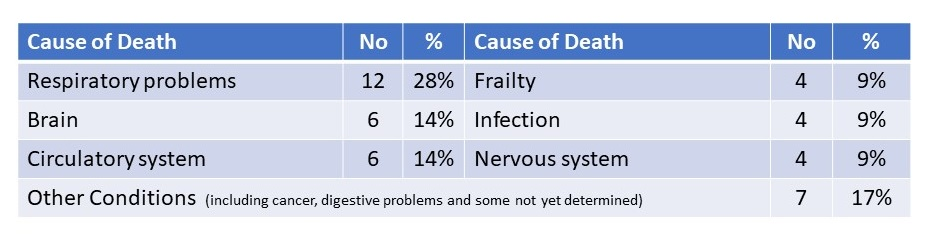 Cause of Death No % Cause of Death No %
Respiratory problems 12 28% Frailty 4 9%
Brain 6 14% Infection 4 9%
Circulatory system 6 14% Nervous system 4 9%
Other Conditions (including cancer, digestive problems and some not yet determined) 7 17%